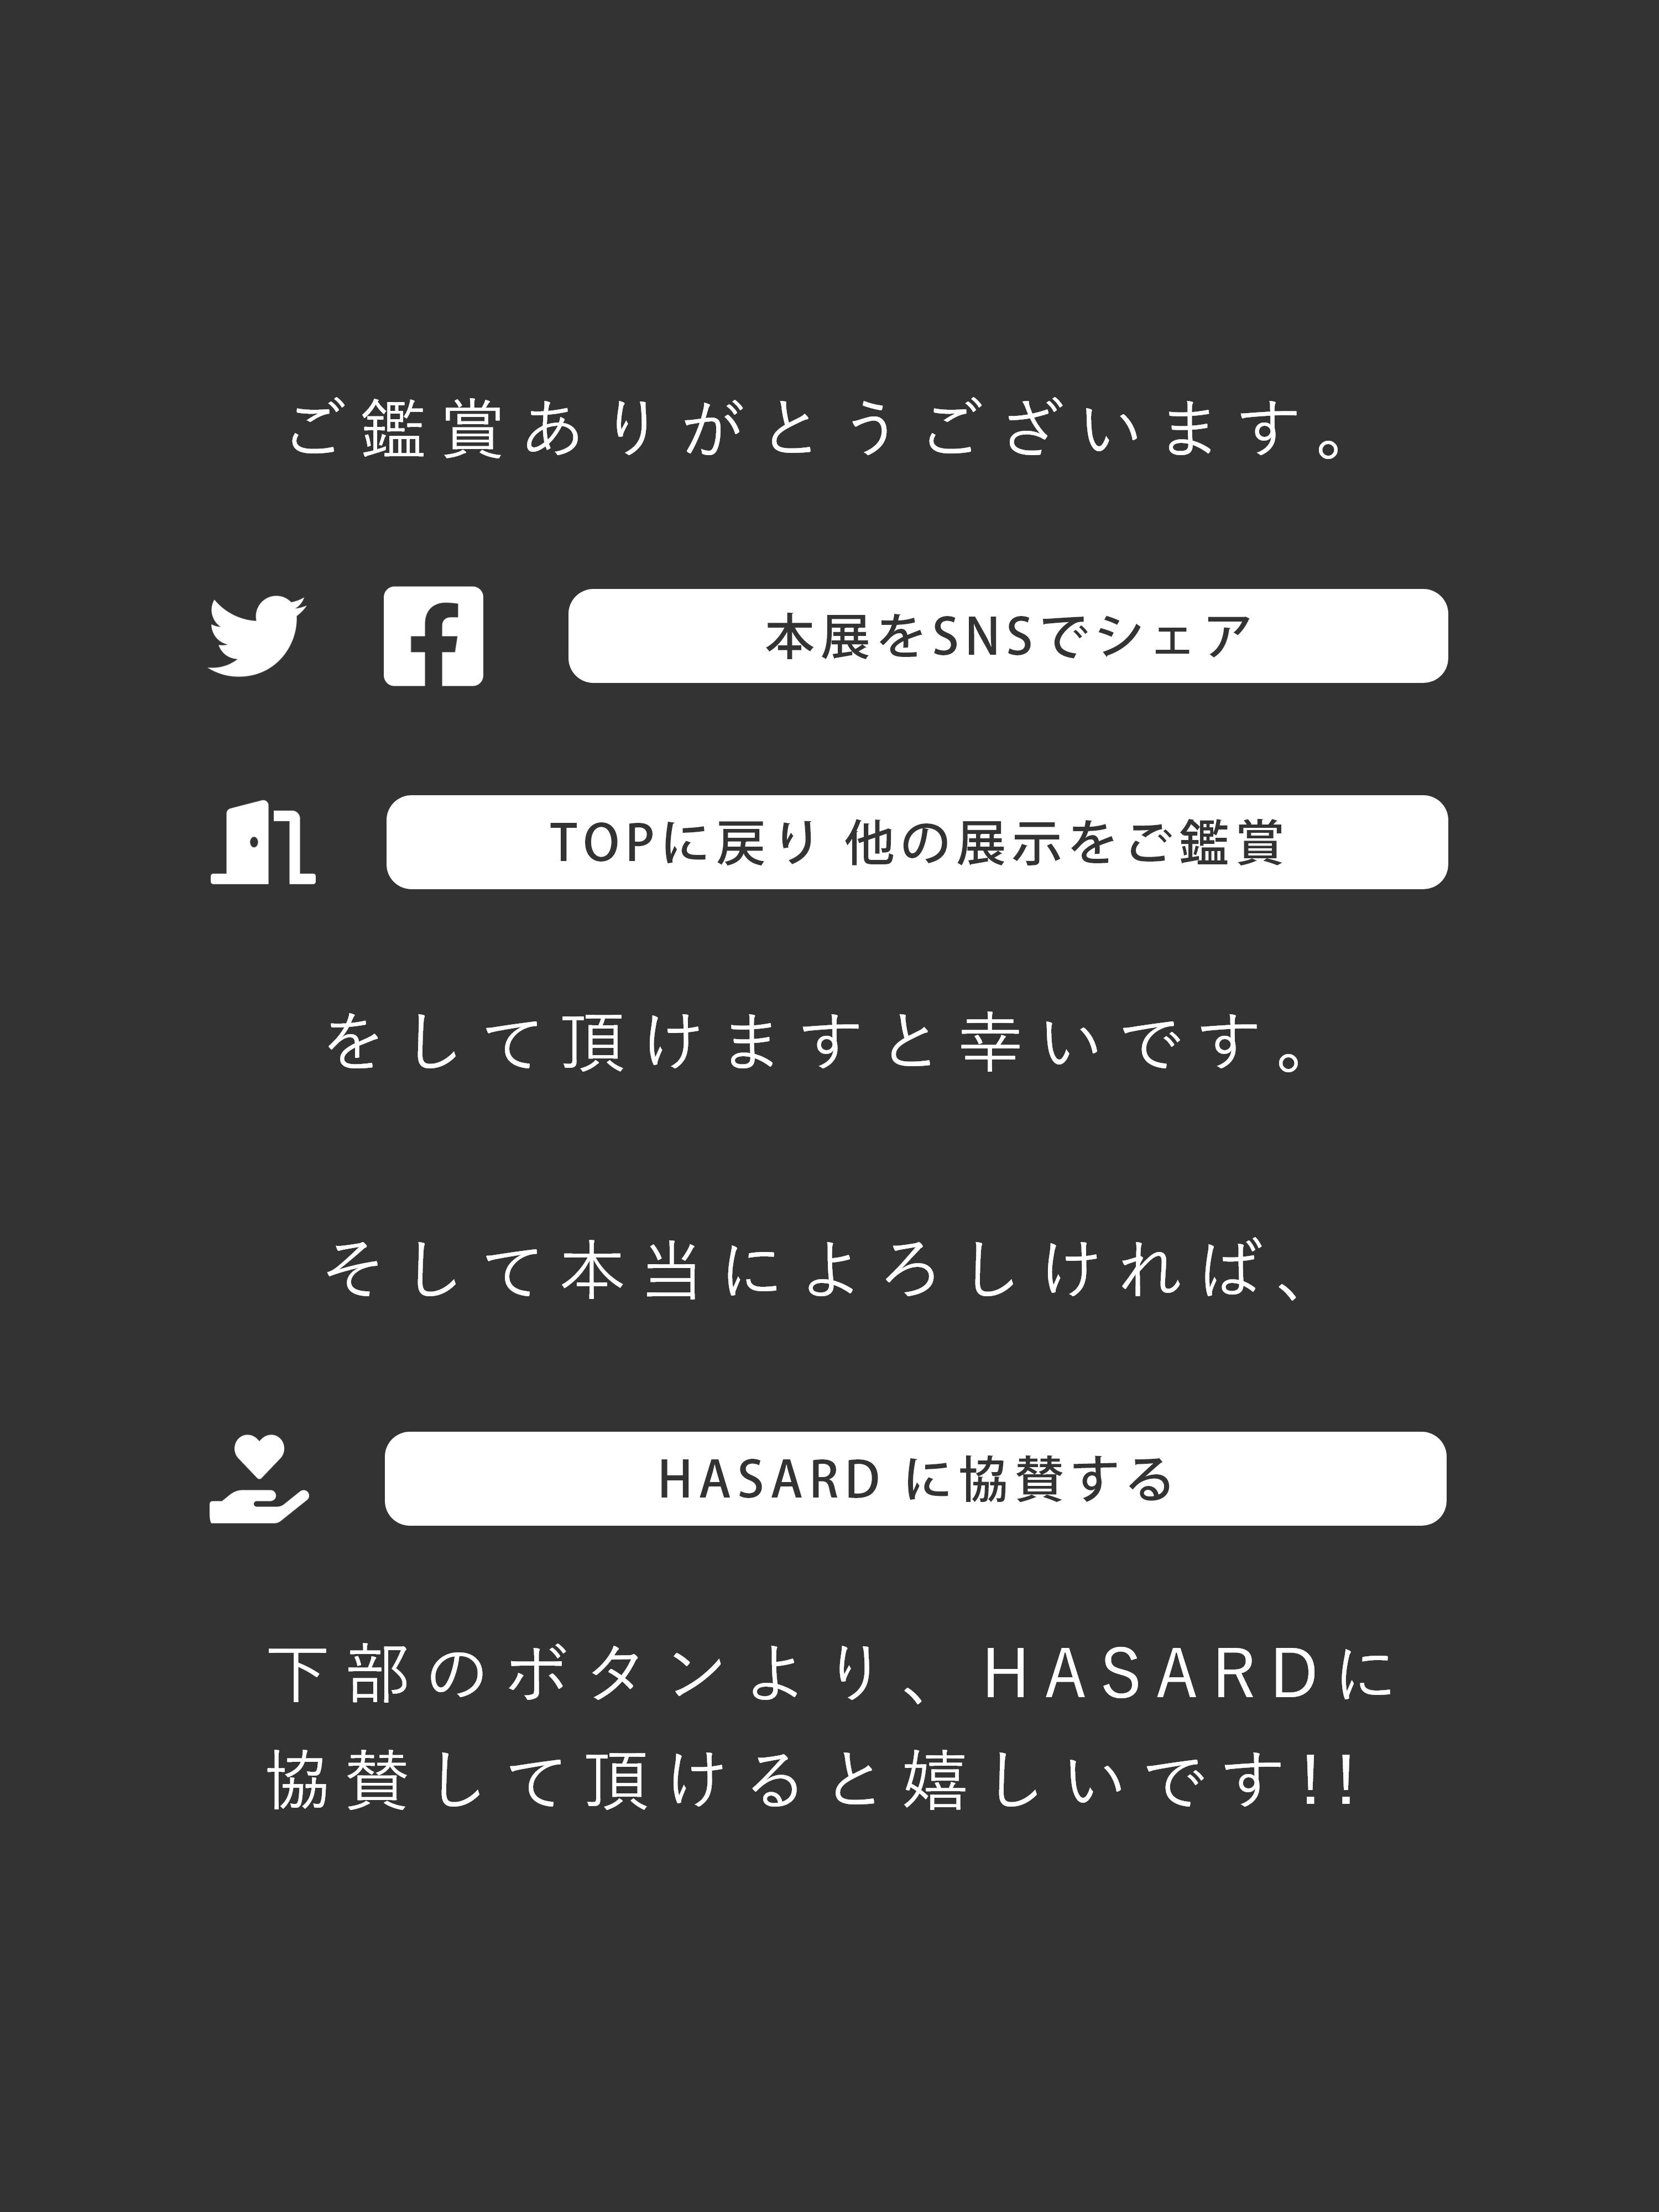 ご鑑賞ありがとうございます。
本展をSNSでシェア
TOPに戻り 他の展示をご鑑賞
をして頂けますと幸いです。
そして本当によろしければ、
HASARD に協賛する
下部のボタンより、HASARDに
協賛して頂けると嬉しいです!!